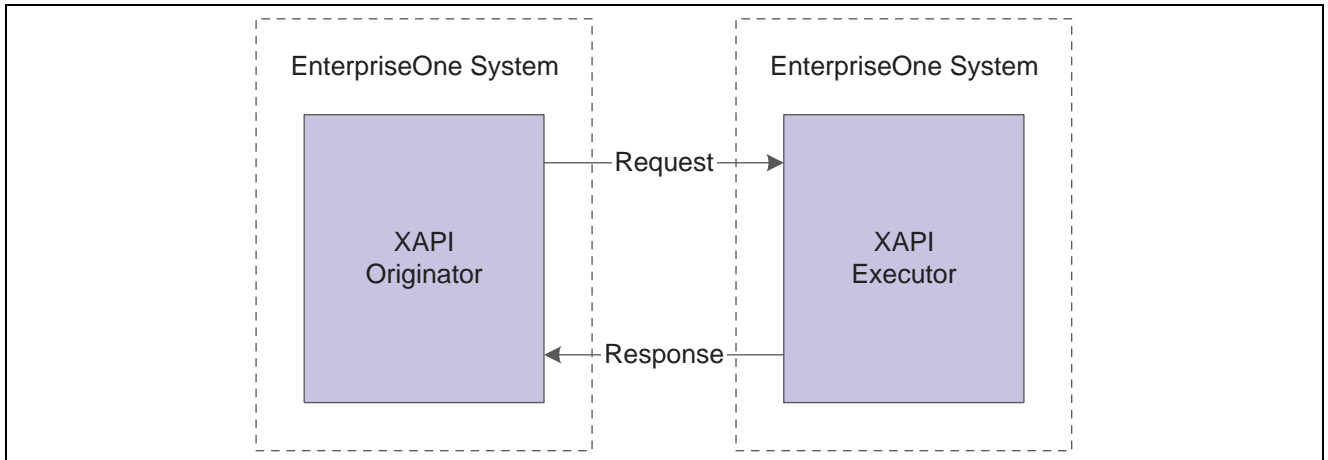 EnterpriseOne System
EnterpriseOne System
Request
XAPI
Originator
XAPI
Executor
Response